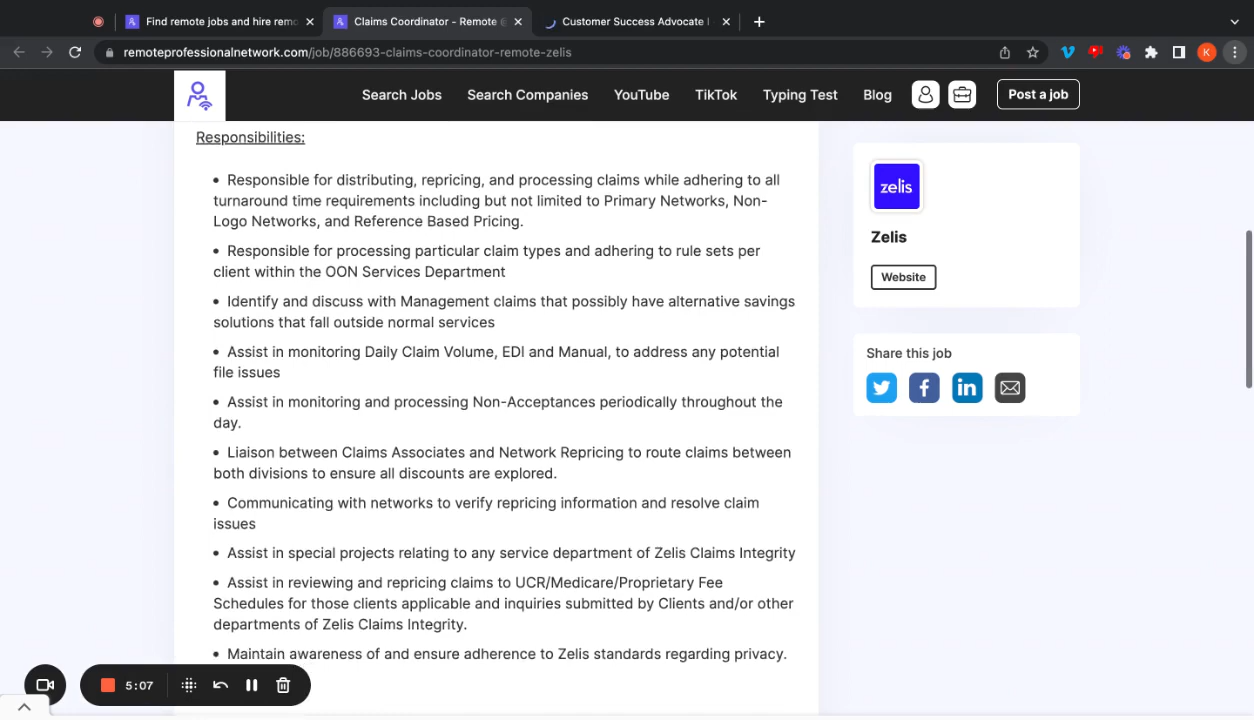 Find remote jobs and hire remo
Claims Coordinator - Remote @
Customer Success Advocate |
remoteprofessionalnetwork.com/job/886693-claims-coordinator-remote-zelis
K
Search Jobs Search Companies YouTube TikTok Typing Test Blog Post a job
Responsibilities:
• Responsible for distributing, repricing, and processing claims while adhering to all
turnaround time requirements including but not limited to Primary Networks, Non-
Logo Networks, and Reference Based Pricing.
• Responsible for processing particular claim types and adhering to rule sets per
client within the OON Services Department
• Identify and discuss with Management claims that possibly have alternative savings
solutions that fall outside normal services
• Assist in monitoring Daily Claim Volume, EDI and Manual, to address any potential
file issues
• Assist in monitoring and processing Non-Acceptances periodically throughout the
day.
• Liaison between Claims Associates and Network Repricing to route claims between
both divisions to ensure all discounts are explored.
• Communicating with networks to verify repricing information and resolve claim
issues
• Assist in special projects relating to any service department of Zelis Claims Integrity
• Assist in reviewing and repricing claims to UCR/Medicare/Proprietary Fee
Schedules for those clients applicable and inquiries submitted by Clients and/or other
departments of Zelis Claims Integrity.
• Maintain awareness of and ensure adherence to Zelis standards regarding privacy.
zelis
Zelis
Website
Share this job
f
in
5:07